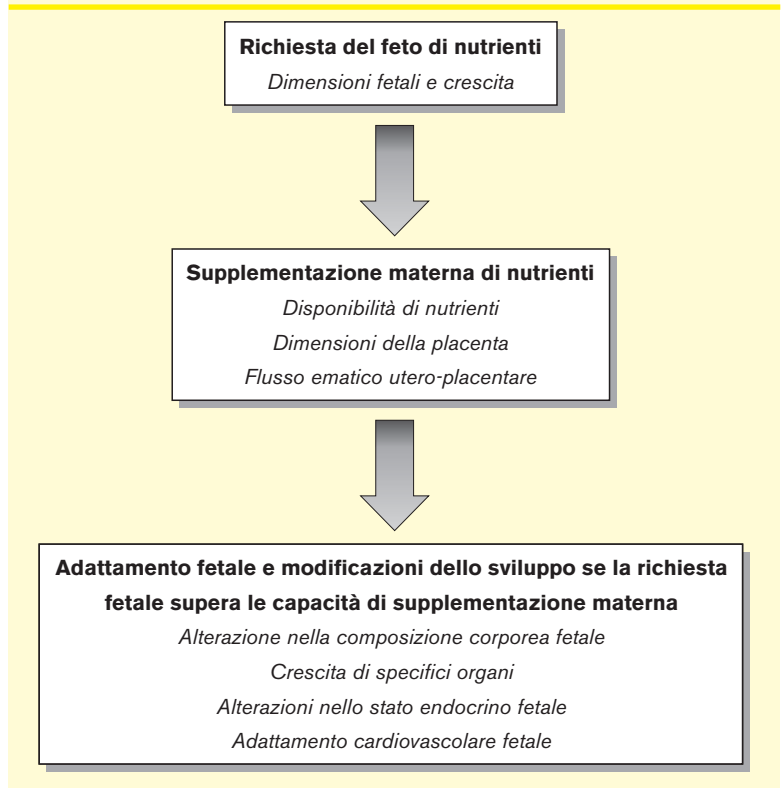 Richiesta del feto di nutrienti
Dimensioni fetali e crescita
Supplementazione materna di nutrienti
Disponibilità di nutrienti
Dimensioni della placenta
Flusso ematico utero-placentare
Adattamento fetale e modificazioni dello sviluppo se la richiesta
fetale supera le capacità di supplementazione materna
Alterazione nella composizione corporea fetale
Crescita di specifici organi
Alterazioni nello stato endocrino fetale
Adattamento cardiovascolare fetale